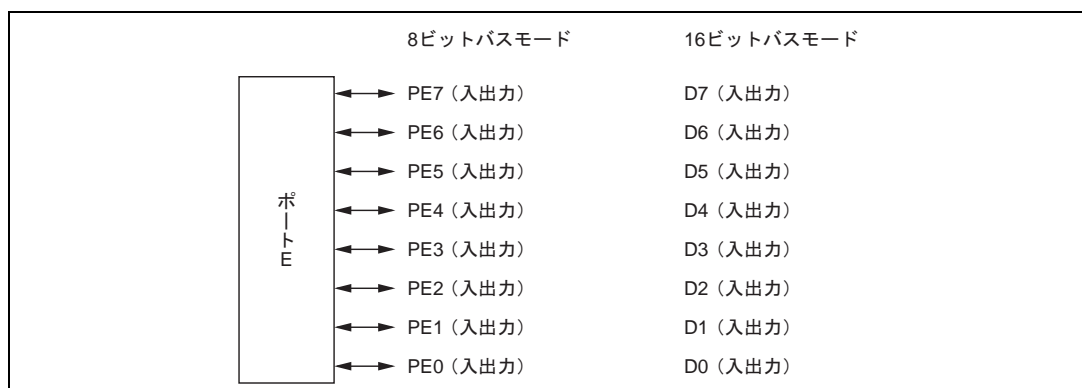 8ビットバスモード 16ビットバスモード
ポートE
PE7（入出力） D7（入出力）
PE6（入出力） D6（入出力）
PE5（入出力） D5（入出力）
PE4（入出力） D4（入出力）
PE3（入出力） D3（入出力）
PE2（入出力） D2（入出力）
PE1（入出力） D1（入出力）
PE0（入出力） D0（入出力）